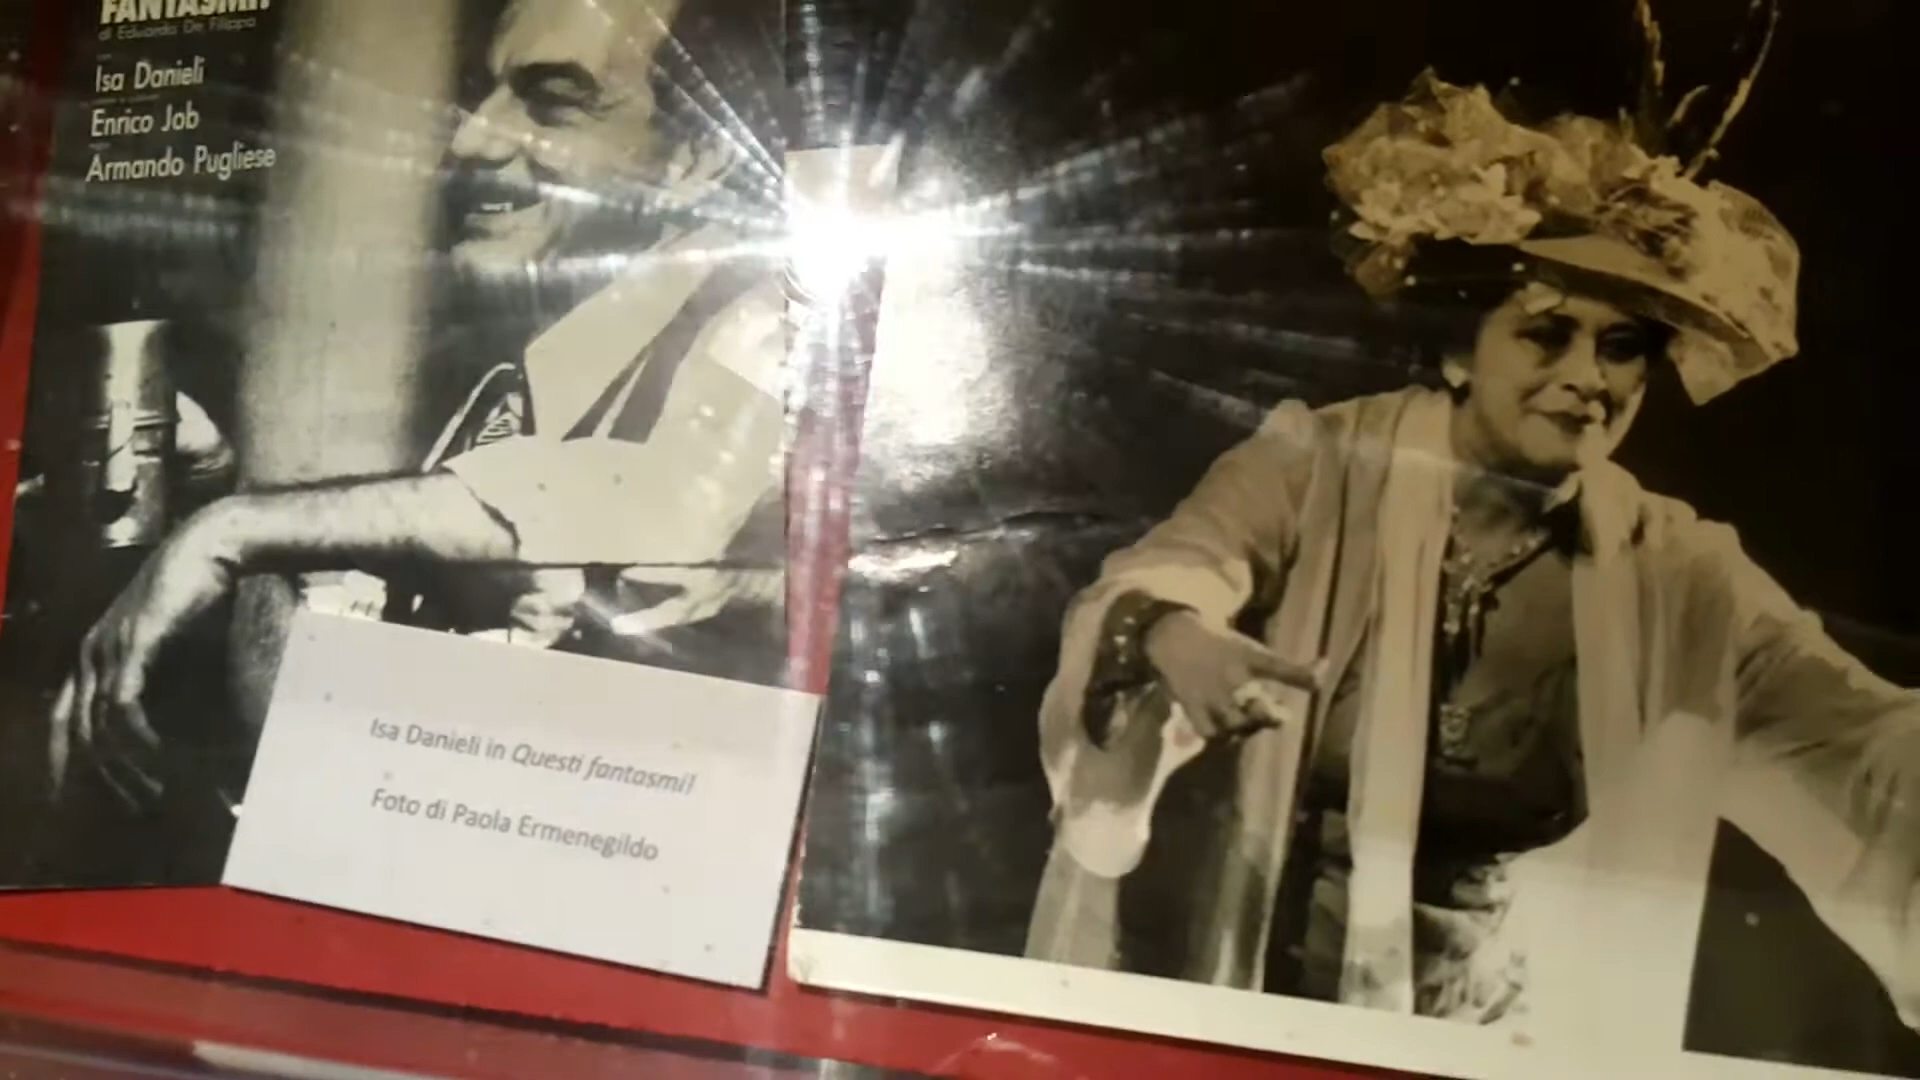 FANTASMI!
di Eduardo De Filippo
Isa Danieli
Enrico Job
Armando Pugliese
Isa Danieli in Questi fantasmi!
Foto di Paola Ermenegildo